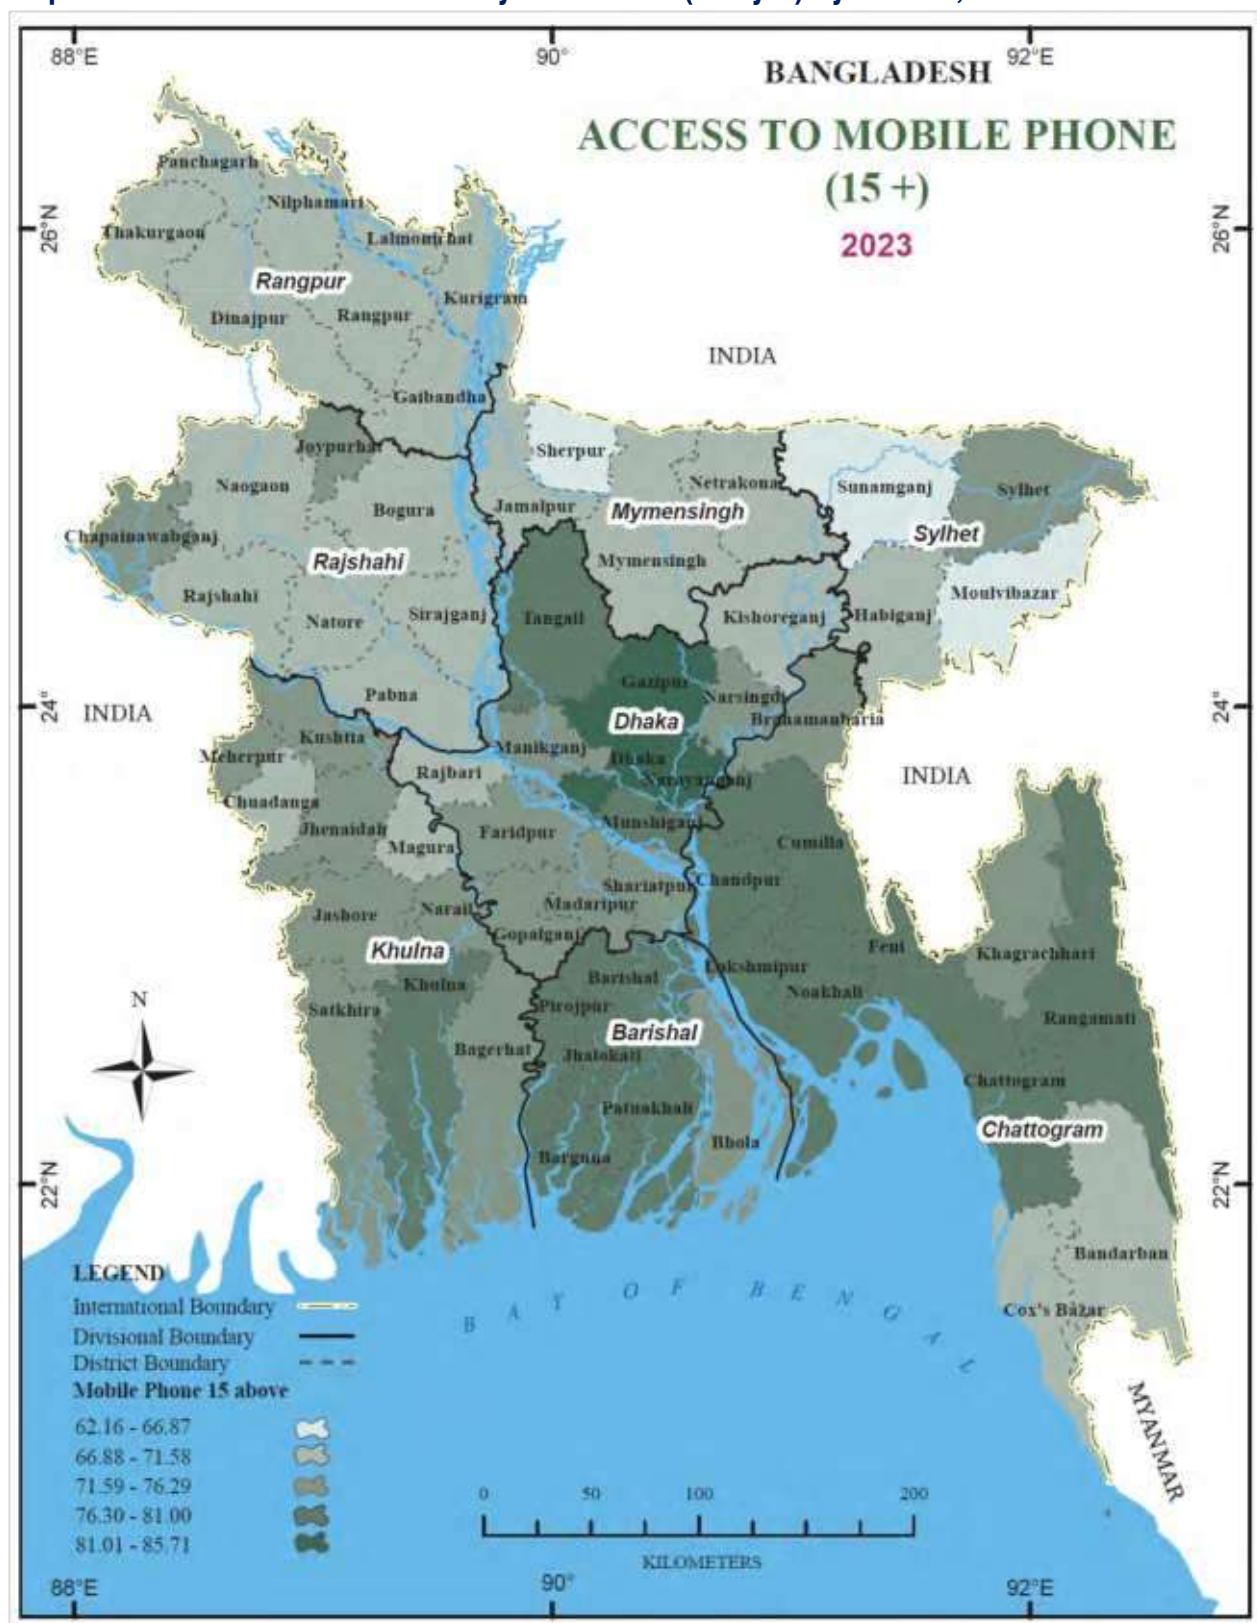 88°E 90° 92°E
BANGLADESH
ACCESS TO MOBILE PHONE
(15 +)
2023
26°N
26°N
Panchagarh
Nilphamari
Thakurgaon
Lalmonirhat
Rangpur
Kurigram
Dinajpur
Rangpur
INDIA
Gaibandha
Joypurhat
Sherpur
Netrakona
Sunamganj
Sylhet
Naogaon
Bogura
Jamalpur
Mymensingh
Sylhet
Chapainawabganj
Rajshahi
Mymensingh
Rajshahi
Natore
Sirajganj
Tangail
Kishoreganj
Habiganj
Moulvibazar
Pabna
Gazipur
Narsingdi
24°
24°
INDIA
Dhaka
Brahamanbaria
Kushtia
Manikganj
Meherpur
Dhaka
Rajbari
Narayanganj
INDIA
Chuadanga
Jhenaidah
Faridpur
Munshiganj
Magura
Cumilla
Shariatpur
Chandpur
Jashore
Narail
Madaripur
Gopalganj
Khulna
Feni
Khagrachhari
Lakshmipur
N
Khulna
Barishal
Noakhali
Satkhira
Pirojpur
Rangamati
Barishal
Bagerhat
Jhalokati
Chattogram
Patuakhali
Chattogram
Bhola
Barguna
22°N
22°N
Bandarban
Cox's Bazar
BAY OF BENGAL
MYANMAR
LEGEND
International Boundary
Divisional Boundary
District Boundary
Mobile Phone 15 above
62.16 - 66.87
66.88 - 71.58
71.59 - 76.29
76.30 - 81.00
81.01 - 85.71
0 50 100 200
KILOMETERS
88°E 90° 92°E